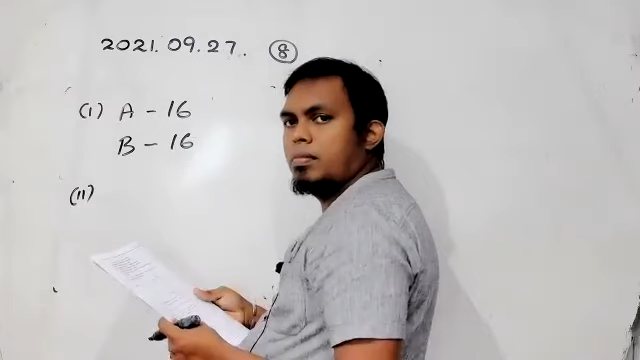 2021.09.27. 8
(I) A - 16
B - 16
(II)